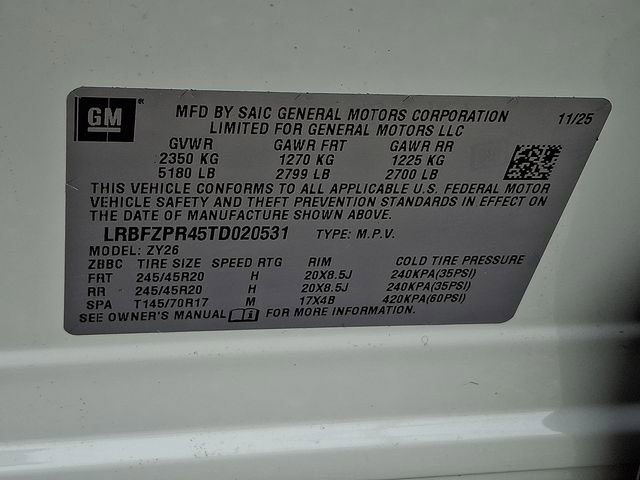 GM
MFD BY SAIC GENERAL MOTORS CORPORATION 11/25
LIMITED FOR GENERAL MOTORS LLC
GVWR GAWR FRT GAWR RR
2350 KG 1270 KG 1225 KG
5180 LB 2799 LB 2700 LB
THIS VEHICLE CONFORMS TO ALL APPLICABLE U.S. FEDERAL MOTOR
VEHICLE SAFETY AND THEFT PREVENTION STANDARDS IN EFFECT ON
THE DATE OF MANUFACTURE SHOWN ABOVE.
LRBFZPR45TD020531 TYPE: M.P.V.
MODEL: ZY26
ZBBC TIRE SIZE SPEED RTG RIM COLD TIRE PRESSURE
FRT 245/45R20 H 20X8.5J 240KPA(35PSI)
RR 245/45R20 H 20X8.5J 240KPA(35PSI)
SPA T145/70R17 M 17X4B 420KPA(60PSI)
SEE OWNER'S MANUAL FOR MORE INFORMATION.